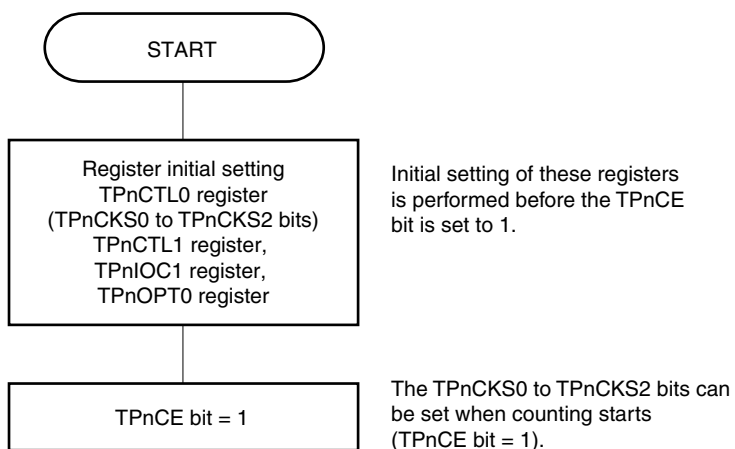 START
Register initial setting
TPnCTL0 register
(TPnCKS0 to TPnCKS2 bits)
TPnCTL1 register,
TPnIOC1 register,
TPnOPT0 register
Initial setting of these registers
is performed before the TPnCE
bit is set to 1.
TPnCE bit = 1
The TPnCKS0 to TPnCKS2 bits can
be set when counting starts
(TPnCE bit = 1).